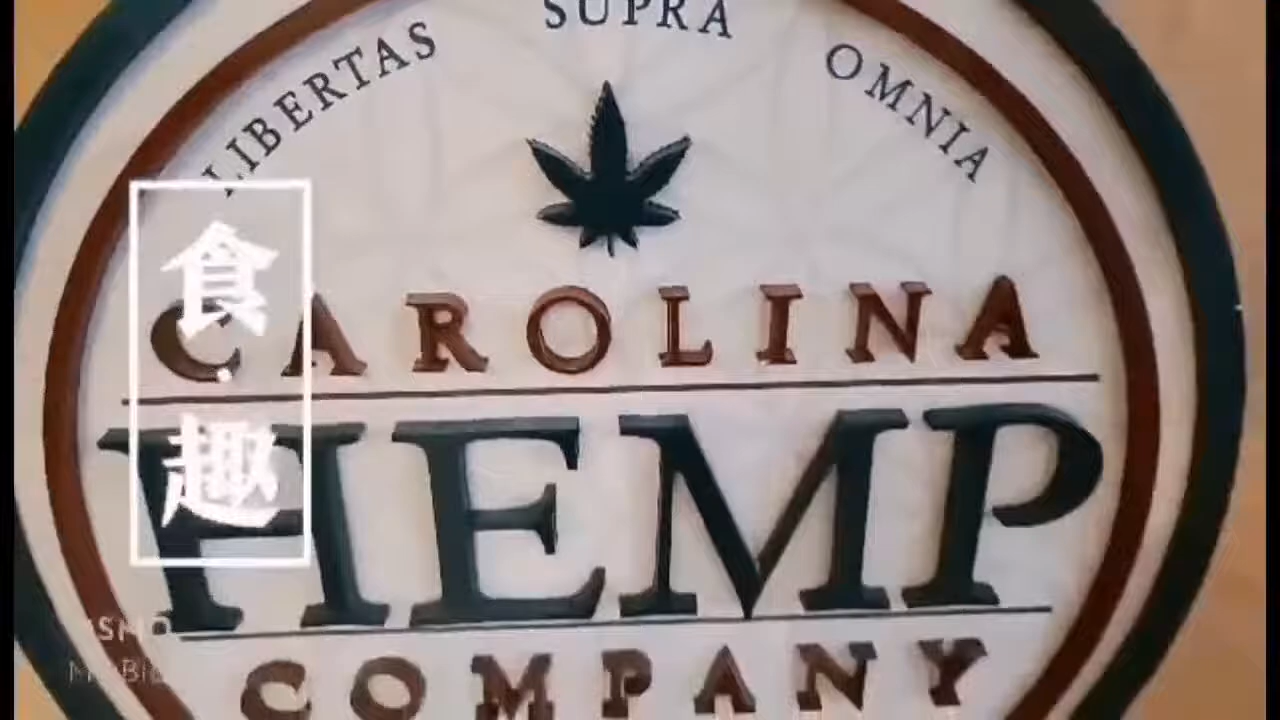 LIBERTAS SUPRA OMNIA
CAROLINA
HEMP
COMPANY
食·趣